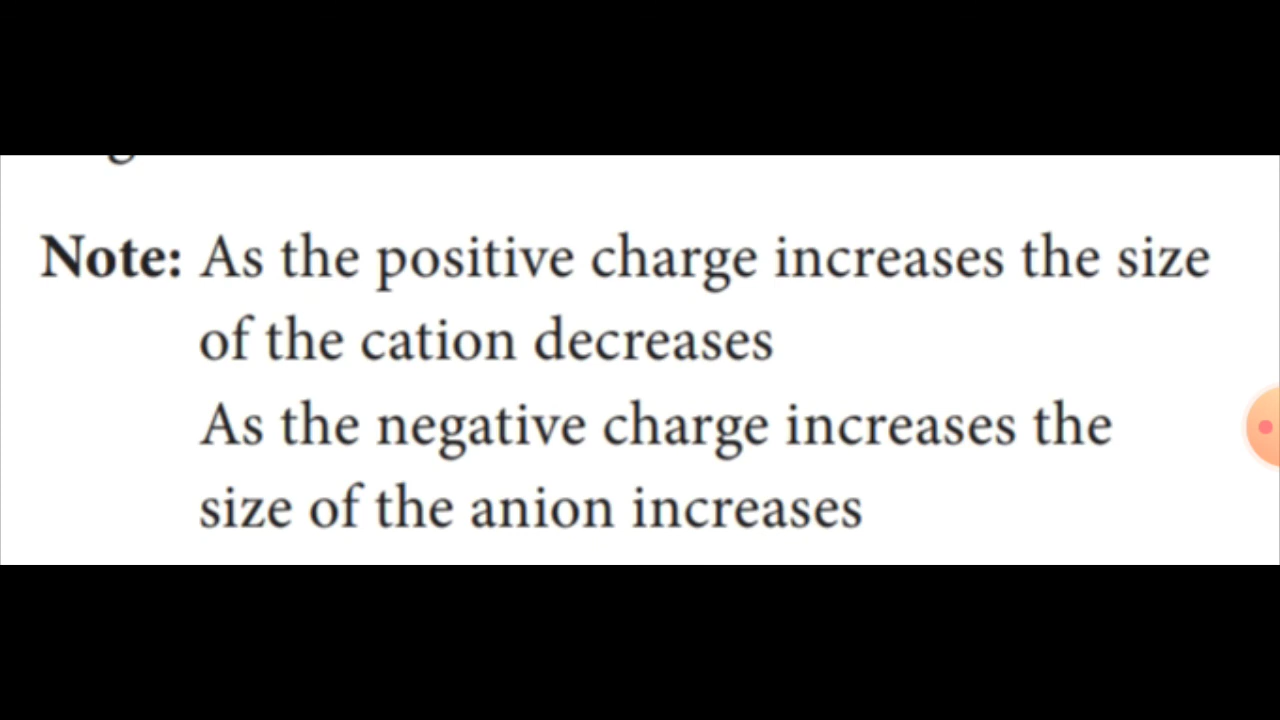 Note: As the positive charge increases the size
of the cation decreases
As the negative charge increases the
size of the anion increases